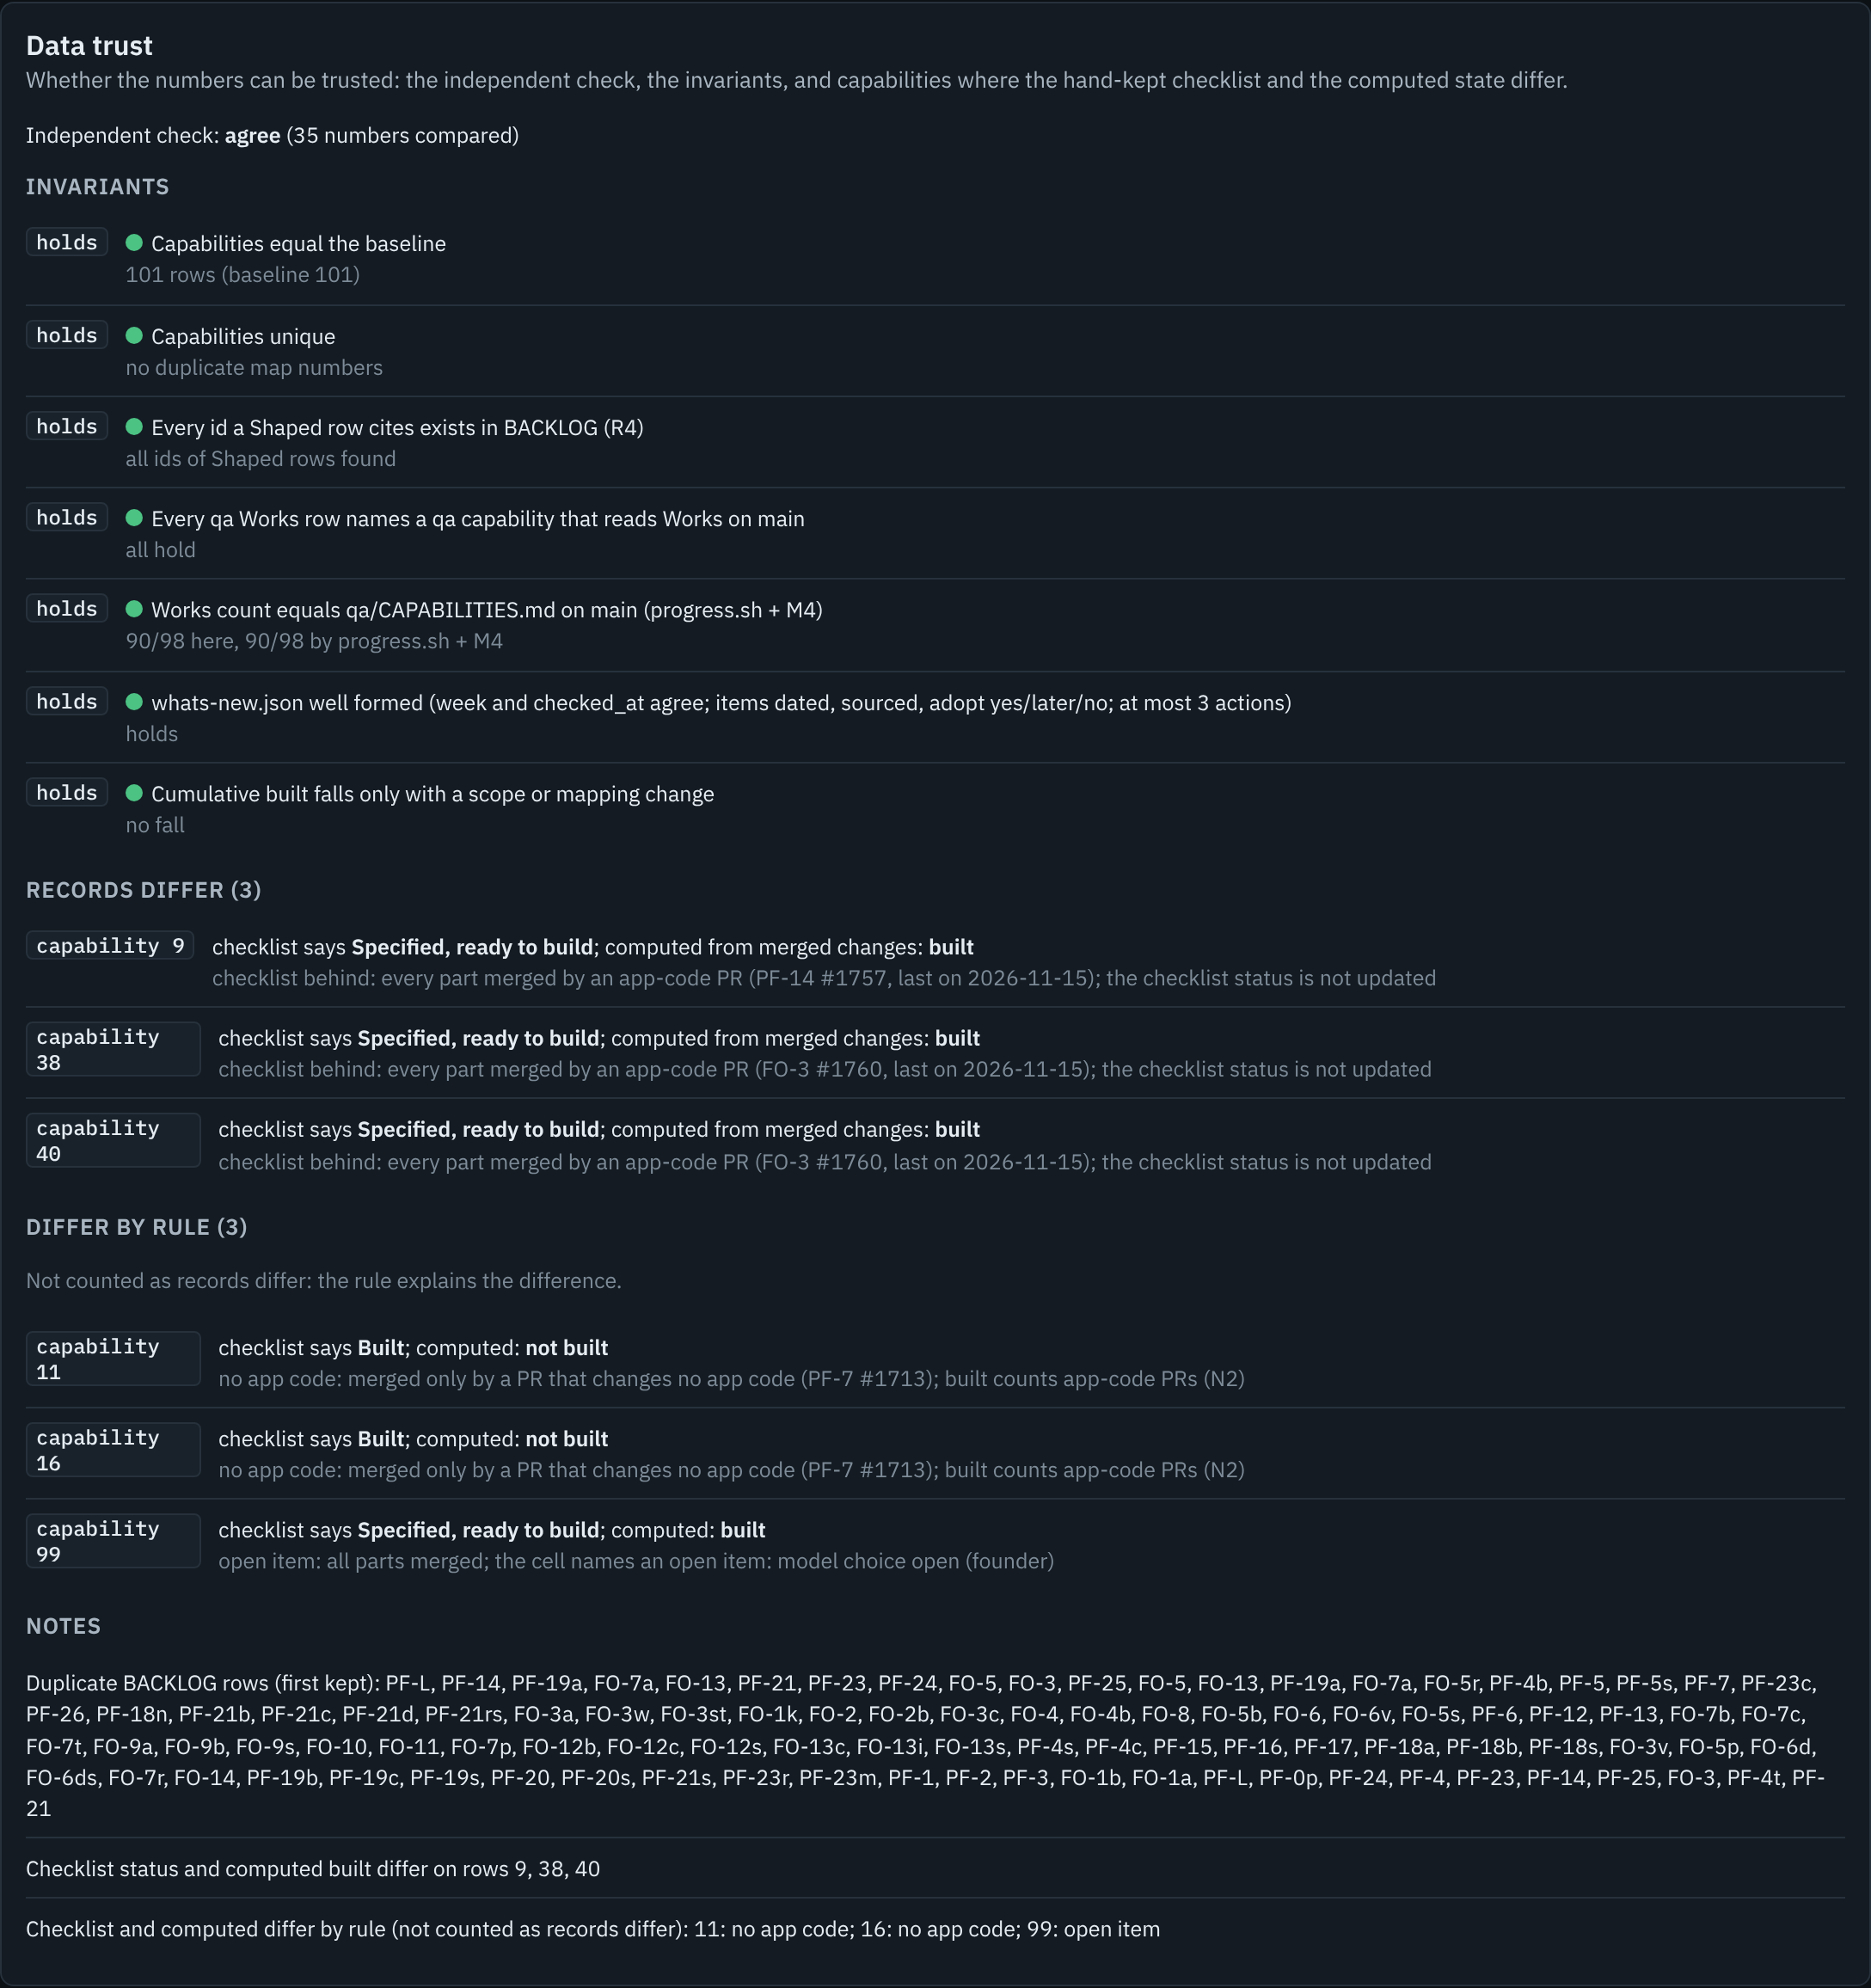 Data trust
Whether the numbers can be trusted: the independent check, the invariants, and capabilities where the hand-kept checklist and the computed state differ.
Independent check: agree (35 numbers compared)
INVARIANTS
holds Capabilities equal the baseline
101 rows (baseline 101)
holds Capabilities unique
no duplicate map numbers
holds Every id a Shaped row cites exists in BACKLOG (R4)
all ids of Shaped rows found
holds Every qa Works row names a qa capability that reads Works on main
all hold
holds Works count equals qa/CAPABILITIES.md on main (progress.sh + M4)
90/98 here, 90/98 by progress.sh + M4
holds whats-new.json well formed (week and checked_at agree; items dated, sourced, adopt yes/later/no; at most 3 actions)
holds
holds Cumulative built falls only with a scope or mapping change
no fall
RECORDS DIFFER (3)
capability 9 checklist says Specified, ready to build; computed from merged changes: built
checklist behind: every part merged by an app-code PR (PF-14 #1757, last on 2026-11-15); the checklist status is not updated
capability
38
checklist says Specified, ready to build; computed from merged changes: built
checklist behind: every part merged by an app-code PR (FO-3 #1760, last on 2026-11-15); the checklist status is not updated
capability
40
checklist says Specified, ready to build; computed from merged changes: built
checklist behind: every part merged by an app-code PR (FO-3 #1760, last on 2026-11-15); the checklist status is not updated
DIFFER BY RULE (3)
Not counted as records differ: the rule explains the difference.
capability
11
checklist says Built; computed: not built
no app code: merged only by a PR that changes no app code (PF-7 #1713); built counts app-code PRs (N2)
capability
16
checklist says Built; computed: not built
no app code: merged only by a PR that changes no app code (PF-7 #1713); built counts app-code PRs (N2)
capability
99
checklist says Specified, ready to build; computed: built
open item: all parts merged; the cell names an open item: model choice open (founder)
NOTES
Duplicate BACKLOG rows (first kept): PF-L, PF-14, PF-19a, FO-7a, FO-13, PF-21, PF-23, PF-24, FO-5, FO-3, PF-25, FO-5, FO-13, PF-19a, FO-7a, FO-5r, PF-4b, PF-5, PF-5s, PF-7, PF-23c,
PF-26, PF-18n, PF-21b, PF-21c, PF-21d, PF-21rs, FO-3a, FO-3w, FO-3st, FO-1k, FO-2, FO-2b, FO-3c, FO-4, FO-4b, FO-8, FO-5b, FO-6, FO-6v, FO-5s, PF-6, PF-12, PF-13, FO-7b, FO-7c,
FO-7t, FO-9a, FO-9b, FO-9s, FO-10, FO-11, FO-7p, FO-12b, FO-12c, FO-12s, FO-13c, FO-13i, FO-13s, PF-4s, PF-4c, PF-15, PF-16, PF-17, PF-18a, PF-18b, PF-18s, FO-3v, FO-5p, FO-6d,
FO-6ds, FO-7r, FO-14, PF-19b, PF-19c, PF-19s, PF-20, PF-20s, PF-21s, PF-23r, PF-23m, PF-1, PF-2, PF-3, FO-1b, FO-1a, PF-L, PF-0p, PF-24, PF-4, PF-23, PF-14, PF-25, FO-3, PF-4t, PF-
21
Checklist status and computed built differ on rows 9, 38, 40
Checklist and computed differ by rule (not counted as records differ): 11: no app code; 16: no app code; 99: open item